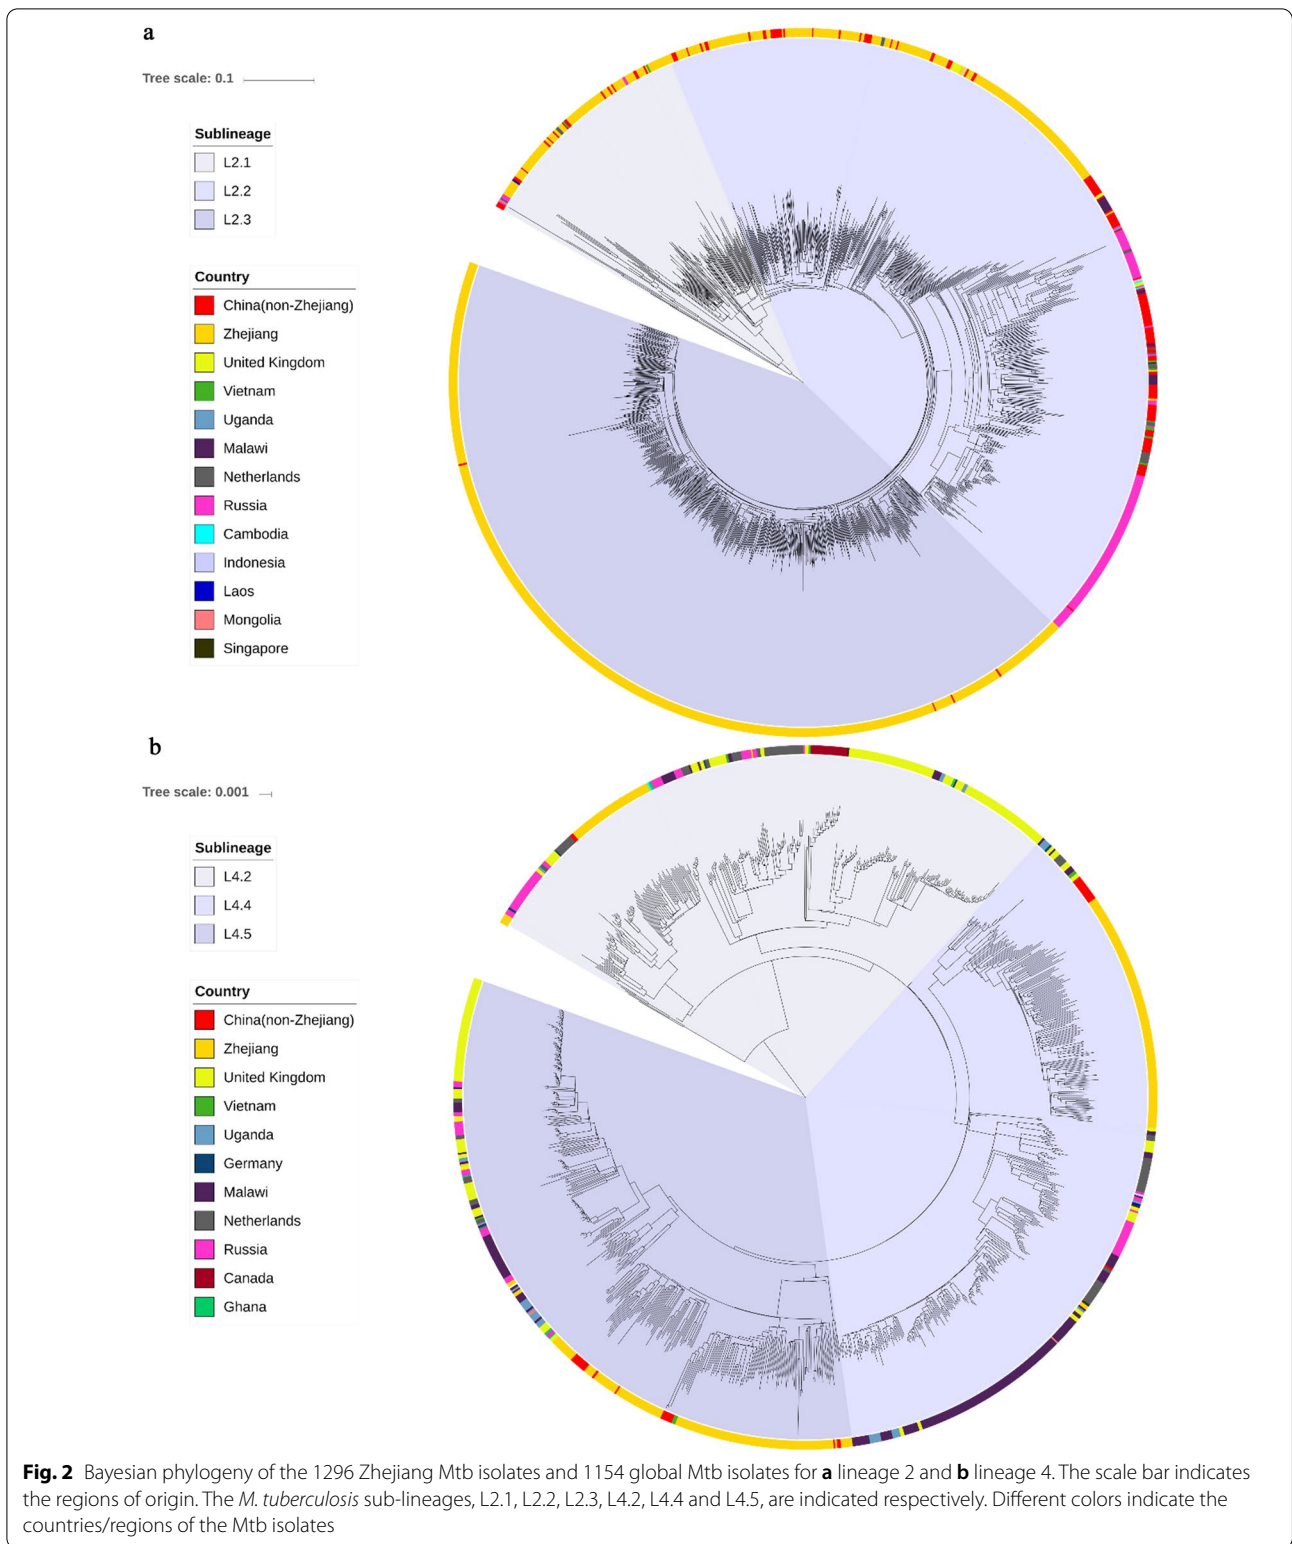 a
Tree scale: 0.1
Sublineage
L2.1
L2.2
L2.3
Country
China(non-Zhejiang)
Zhejiang
United Kingdom
Vietnam
Uganda
Malawi
Netherlands
Russia
Cambodia
Indonesia
Laos
Mongolia
Singapore
b
Tree scale: 0.001
Sublineage
L4.2
L4.4
L4.5
Country
China(non-Zhejiang)
Zhejiang
United Kingdom
Vietnam
Uganda
Germany
Malawi
Netherlands
Russia
Canada
Ghana
Fig. 2 Bayesian phylogeny of the 1296 Zhejiang Mtb isolates and 1154 global Mtb isolates for a lineage 2 and b lineage 4. The scale bar indicates
the regions of origin. The M. tuberculosis sub-lineages, L2.1, L2.2, L2.3, L4.2, L4.4 and L4.5, are indicated respectively. Different colors indicate the
countries/regions of the Mtb isolates